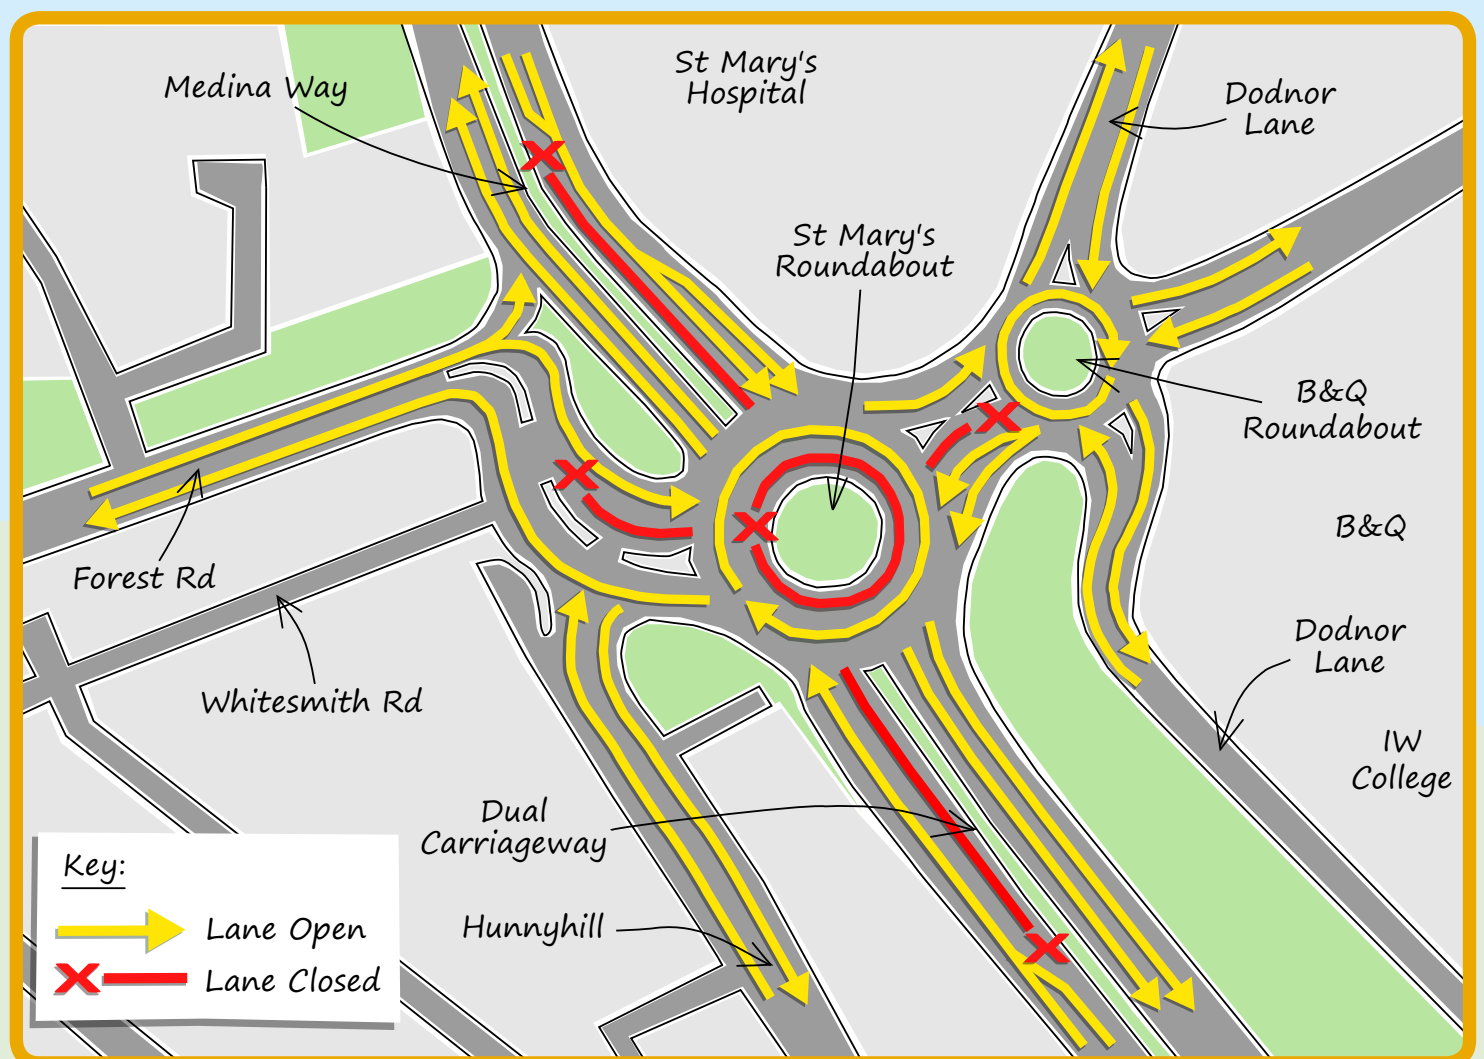 St Mary's
Hospital
Medina Way
Dodnor
Lane
St Mary's
Roundabout
B&Q
Roundabout
B&Q
Forest Rd
Dodnor
Lane
Whitesmith Rd
IW
College
Dual
Carriageway
Key:
Hunnyhill
Lane Open
Lane Closed